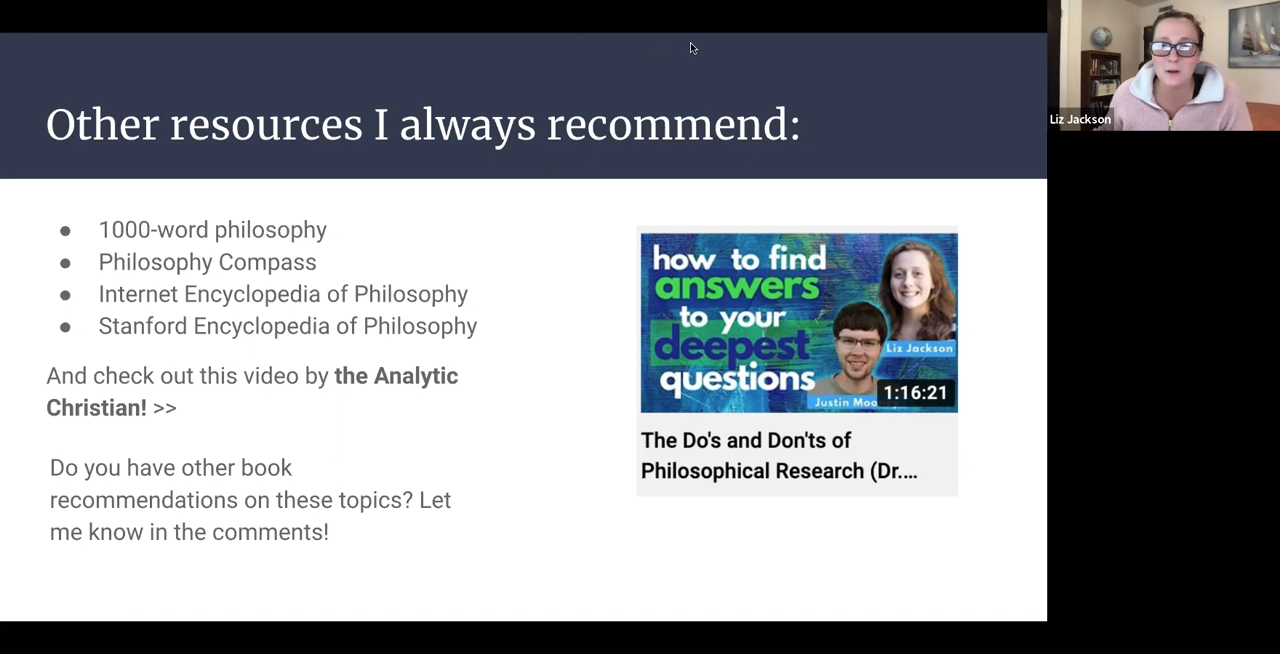 Other resources I always recommend:
● 1000-word philosophy
● Philosophy Compass
● Internet Encyclopedia of Philosophy
● Stanford Encyclopedia of Philosophy
And check out this video by the Analytic
Christian! >>
Do you have other book
recommendations on these topics? Let
me know in the comments!
how to find
answers
to your
deepest
questions
Liz Jackson
Justin Moo
1:16:21
The Do's and Don'ts of
Philosophical Research (Dr....
Liz Jackson